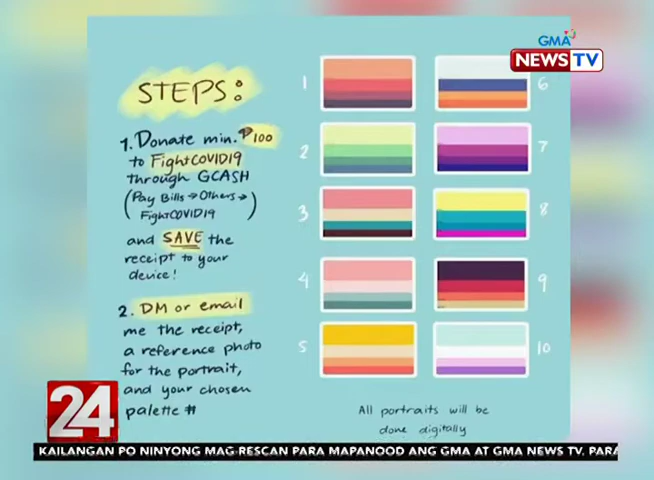 GMA
NEWS TV
STEPS:
1. Donate min. ₱100
to FightCOVID19
through GCASH
(Pay Bills → Others →
FightCOVID19)
and SAVE the
receipt to your
device!
2. DM or email
me the receipt,
a reference photo
for the portrait,
and your chosen
palette #
1
2
3
4
5
6
7
8
9
10
All portraits will be
done digitally
24
KAILANGAN PO NINYONG MAG-RESCAN PARA MAPANOOD ANG GMA AT GMA NEWS TV. PARA